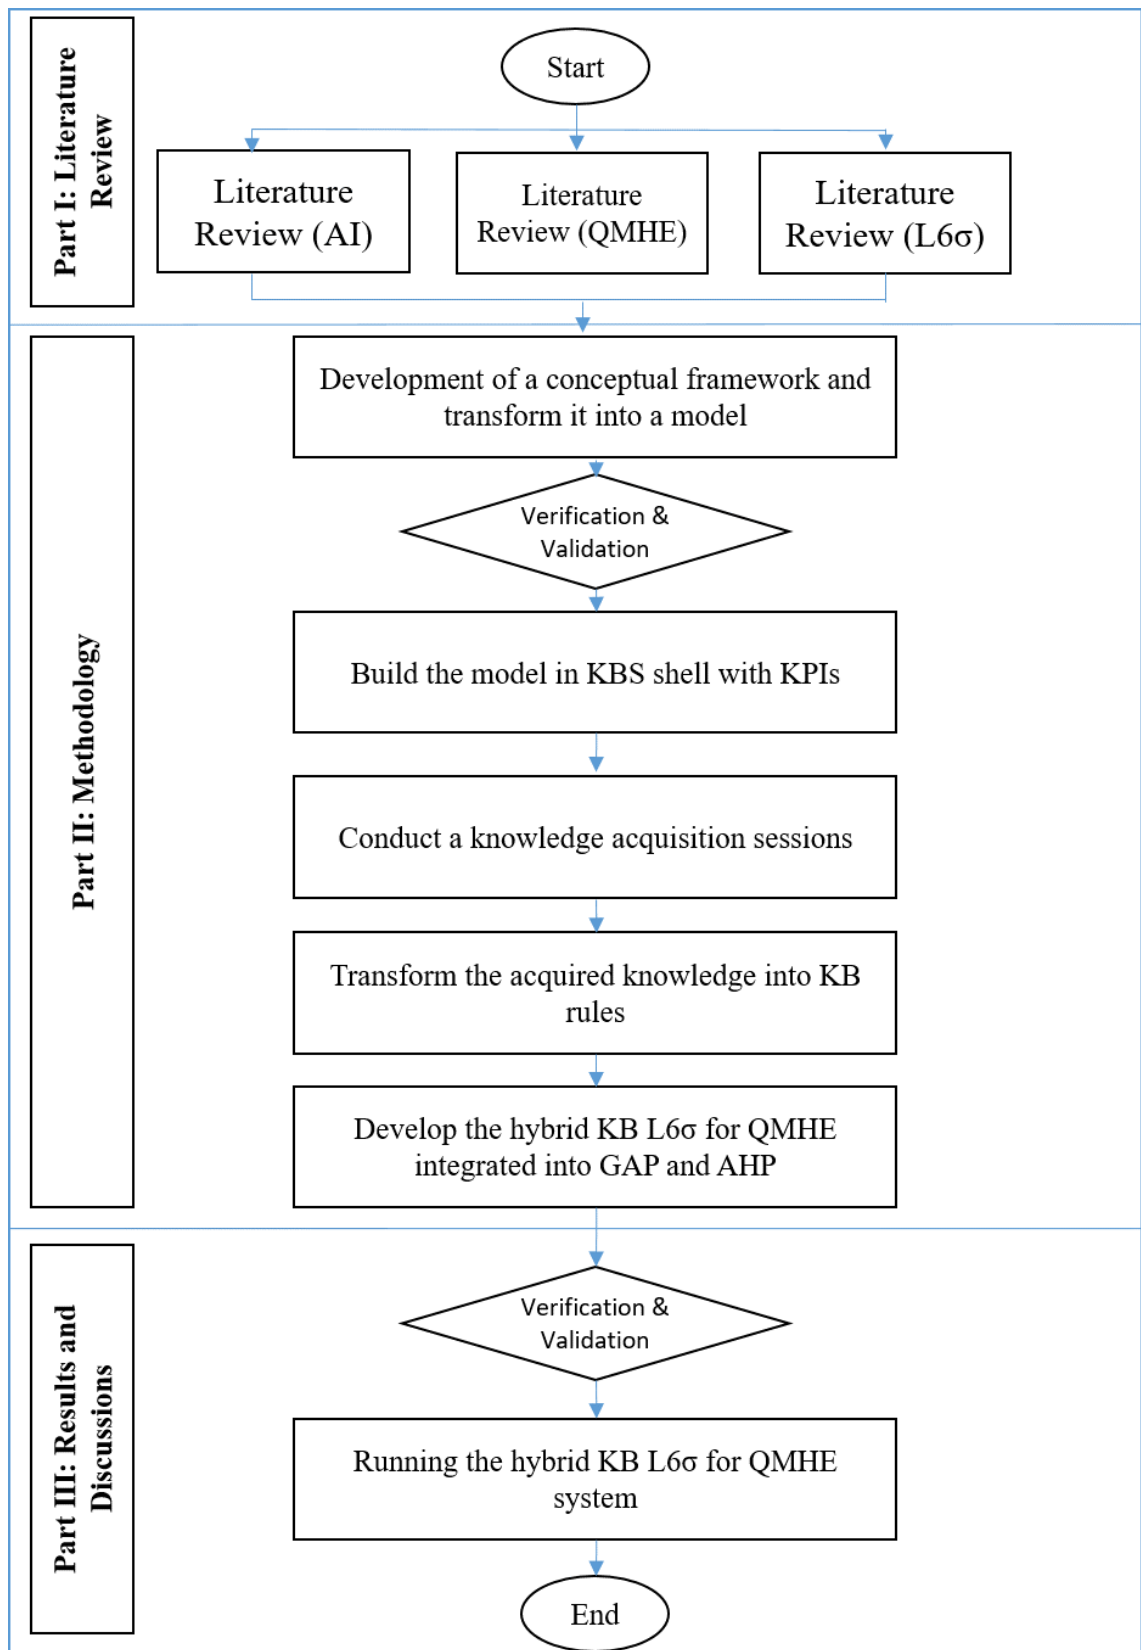 Part I: Literature
Review
Start
Literature
Review (AI)
Literature
Review (QMHE)
Literature
Review (L6σ)
Part II: Methodology
Development of a conceptual framework and
transform it into a model
Verification &
Validation
Build the model in KBS shell with KPIs
Conduct a knowledge acquisition sessions
Transform the acquired knowledge into KB
rules
Develop the hybrid KB L6σ for QMHE
integrated into GAP and AHP
Part III: Results and
Discussions
Verification &
Validation
Running the hybrid KB L6σ for QMHE
system
End